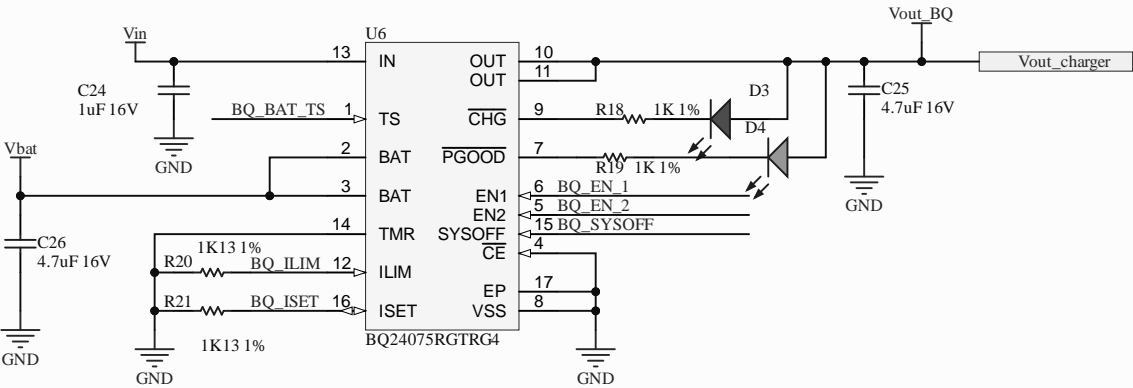 Vout_BQ
Vin
U6
13 IN OUT 10
OUT 11
Vout_charger
C24
1uF 16V
BQ_BAT_TS 1 TS CHG 9 R18 1K 1% D3
C25
4.7uF 16V
D4
Vbat
GND
2 BAT PGOOD 7 R19 1K 1%
3 BAT EN1 6 BQ_EN_1
EN2 5 BQ_EN_2
GND
14 TMR SYSOFF 15 BQ_SYSOFF
C26
4.7uF 16V
1K13 1%
CE 4
R20 BQ_ILIM 12 ILIM
EP 17
R21 BQ_ISET 16 ISET VSS 8
1K13 1%
BQ24075RGTRG4
GND
GND
GND